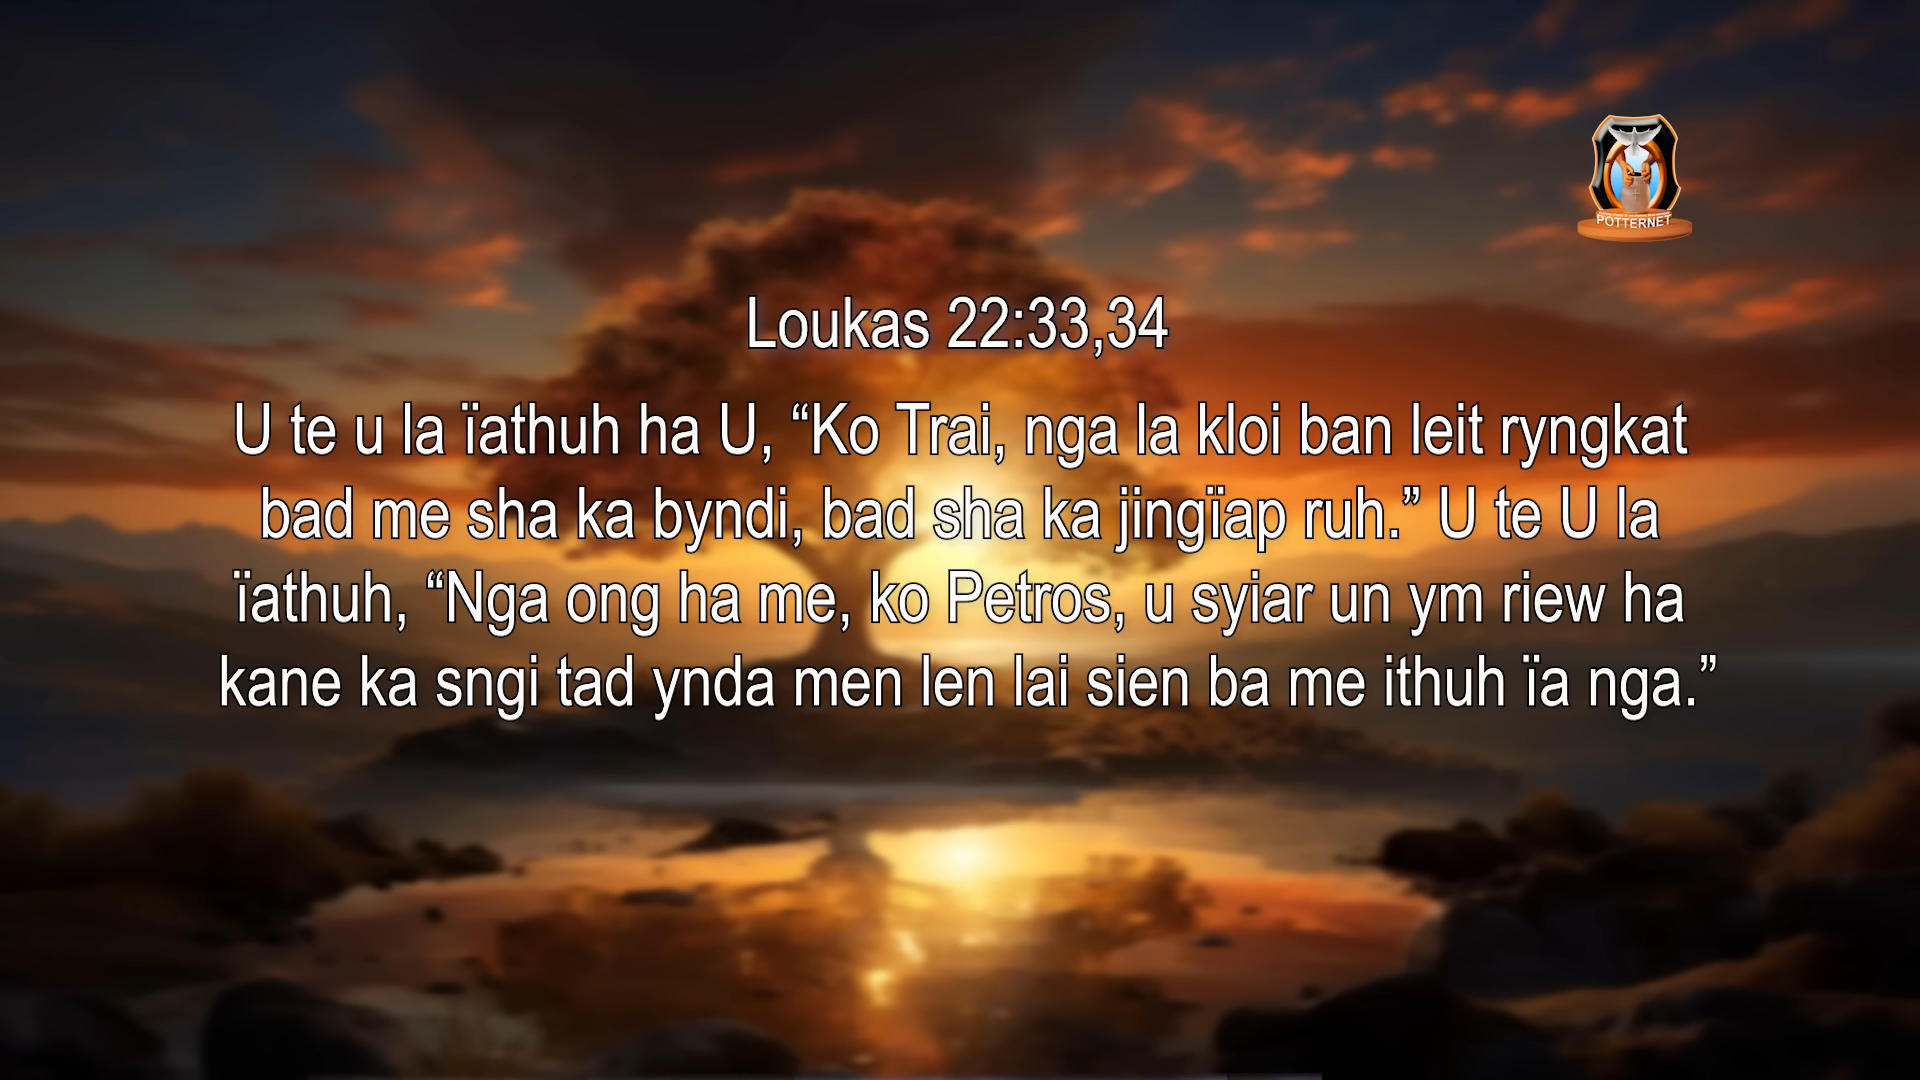 POTTERNET
Loukas 22:33,34
U te u la ïathuh ha U, “Ko Trai, nga la kloi ban leit ryngkat
bad me sha ka byndi, bad sha ka jingïap ruh.” U te U la
ïathuh, “Nga ong ha me, ko Petros, u syiar un ym riew ha
kane ka sngi tad ynda men len lai sien ba me ithuh ïa nga.”